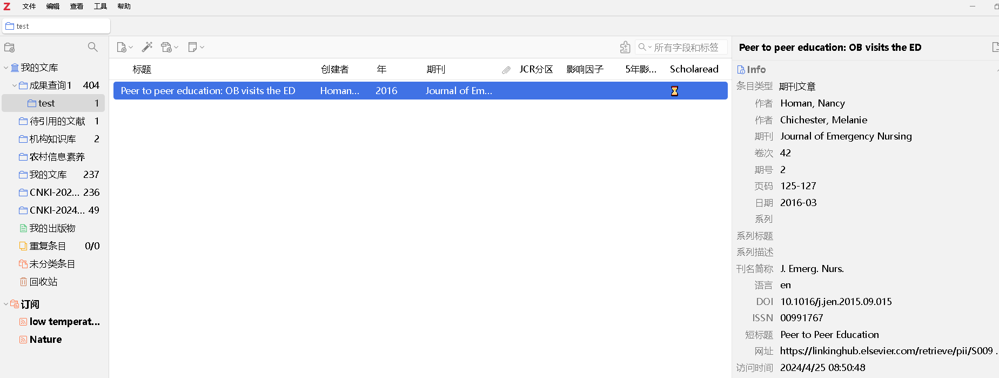 Z 文件 编辑 查看 工具 帮助
test
所有字段和标签
我的文库
成果查询1 404
test 1
待引用的文献 1
机构知识库 2
农村信息素养
我的文库 237
CNKI-202... 236
CNKI-2024... 49
我的出版物
重复条目 0/0
未分类条目
回收站
订阅
low temperat...
Nature
标题 创建者 年 期刊 JCR分区 影响因子 5年影... Scholaread
Peer to peer education: OB visits the ED Homan... 2016 Journal of Em...
Peer to peer education: OB visits the ED
Info
条目类型 期刊文章
作者 Homan, Nancy
作者 Chichester, Melanie
期刊 Journal of Emergency Nursing
卷次 42
期号 2
页码 125-127
日期 2016-03
系列
系列标题
系列描述
刊名简称 J. Emerg. Nurs.
语言 en
DOI 10.1016/j.jen.2015.09.015
ISSN 00991767
短标题 Peer to Peer Education
网址 https://linkinghub.elsevier.com/retrieve/pii/S009 .
访问时间 2024/4/25 08:50:48